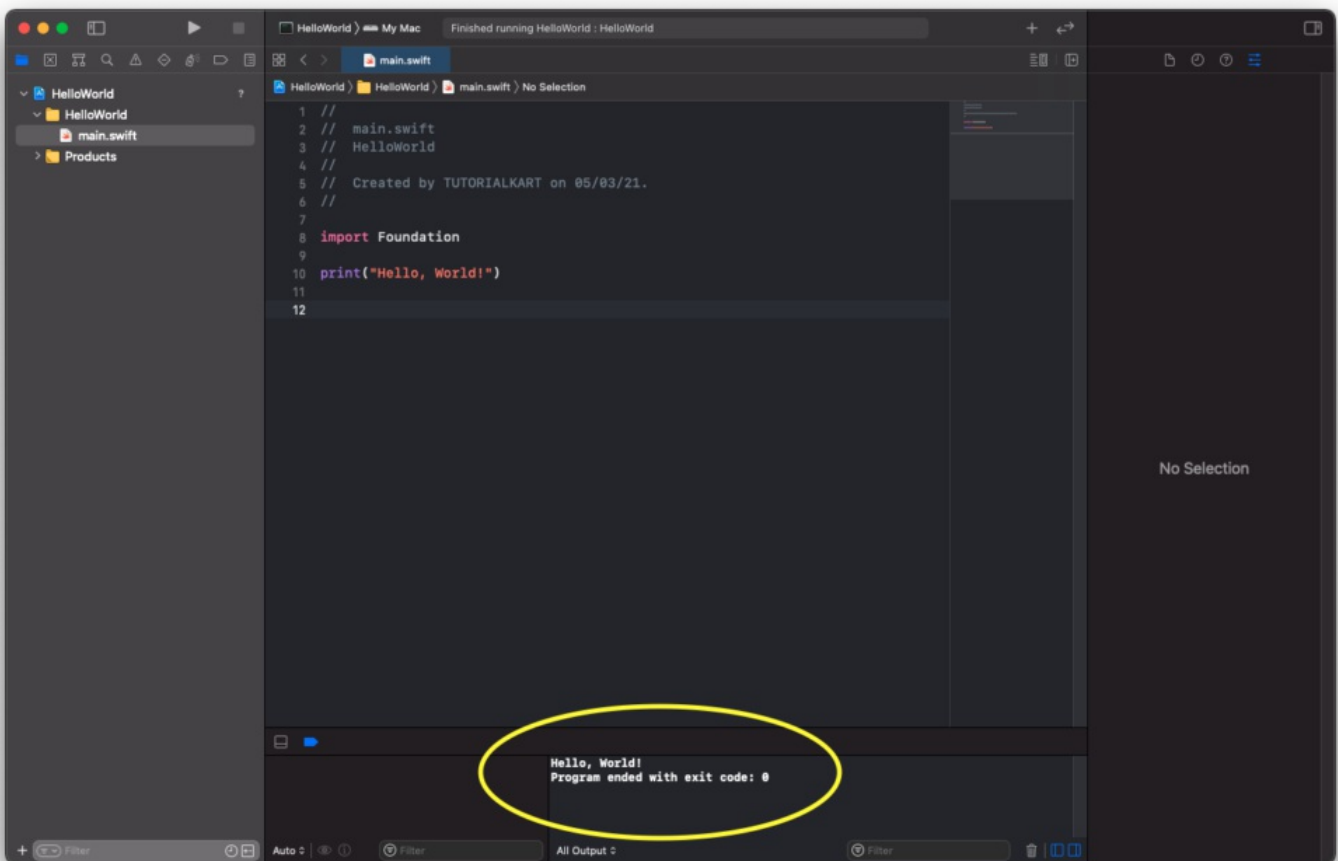 HelloWorld 〉 My Mac
Finished running HelloWorld : HelloWorld
main.swift
HelloWorld 〉 HelloWorld 〉 main.swift 〉 No Selection
HelloWorld ?
HelloWorld
main.swift
Products
1 //
2 //  main.swift
3 //  HelloWorld
4 //
5 //  Created by TUTORIALKART on 05/03/21.
6 //
7
8 import Foundation
9
10 print("Hello, World!")
11
12
No Selection
Hello, World!
Program ended with exit code: 0
Filter
Auto
Filter
All Output
Filter